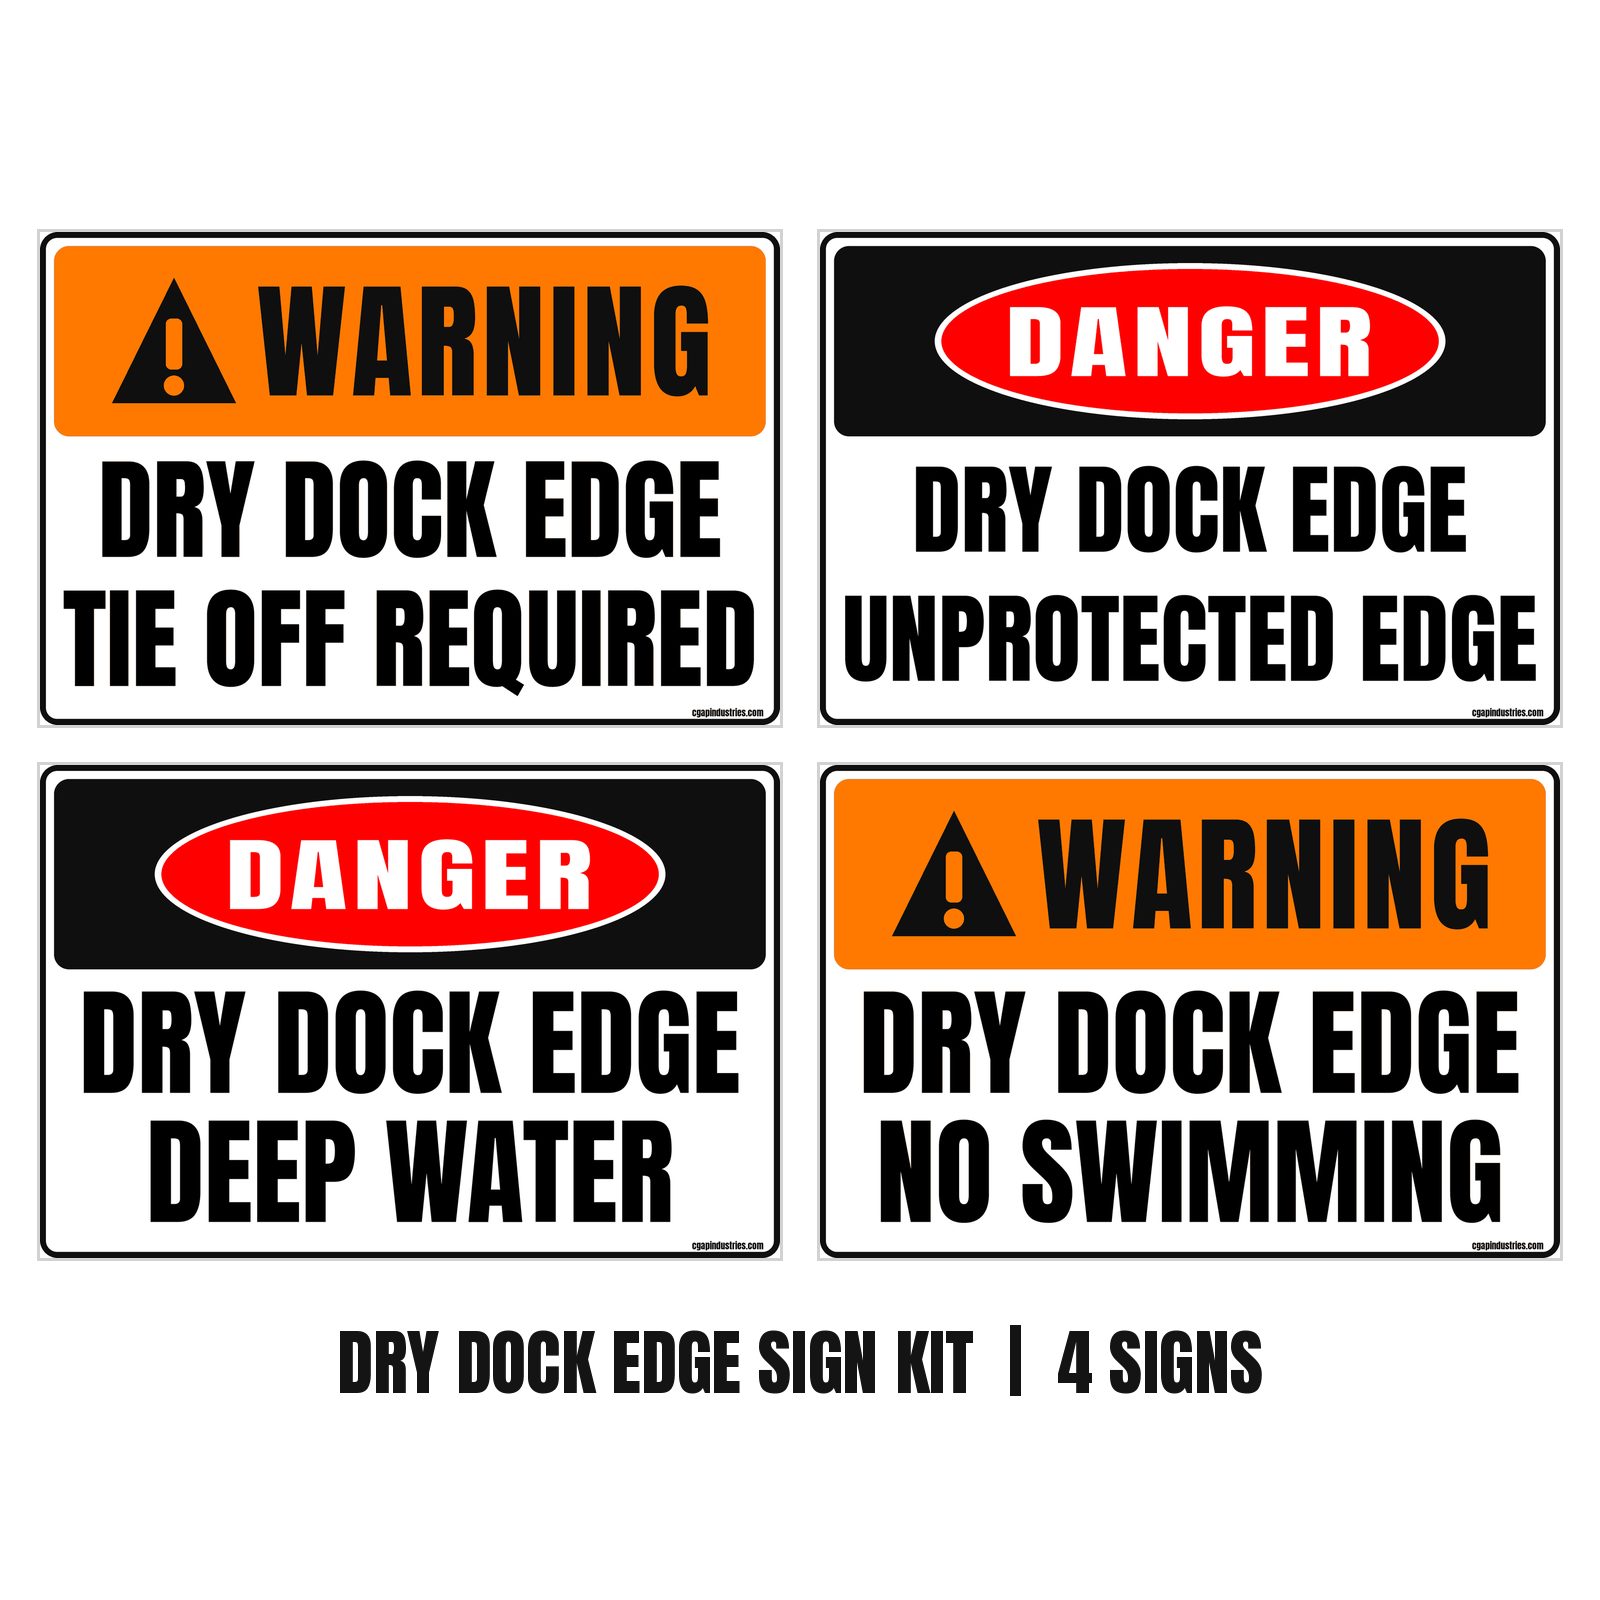 WARNING
DRY DOCK EDGE
TIE OFF REQUIRED
cgapindustries.com
DANGER
DRY DOCK EDGE
UNPROTECTED EDGE
cgapindustries.com
DANGER
DRY DOCK EDGE
DEEP WATER
cgapindustries.com
WARNING
DRY DOCK EDGE
NO SWIMMING
cgapindustries.com
DRY DOCK EDGE SIGN KIT | 4 SIGNS